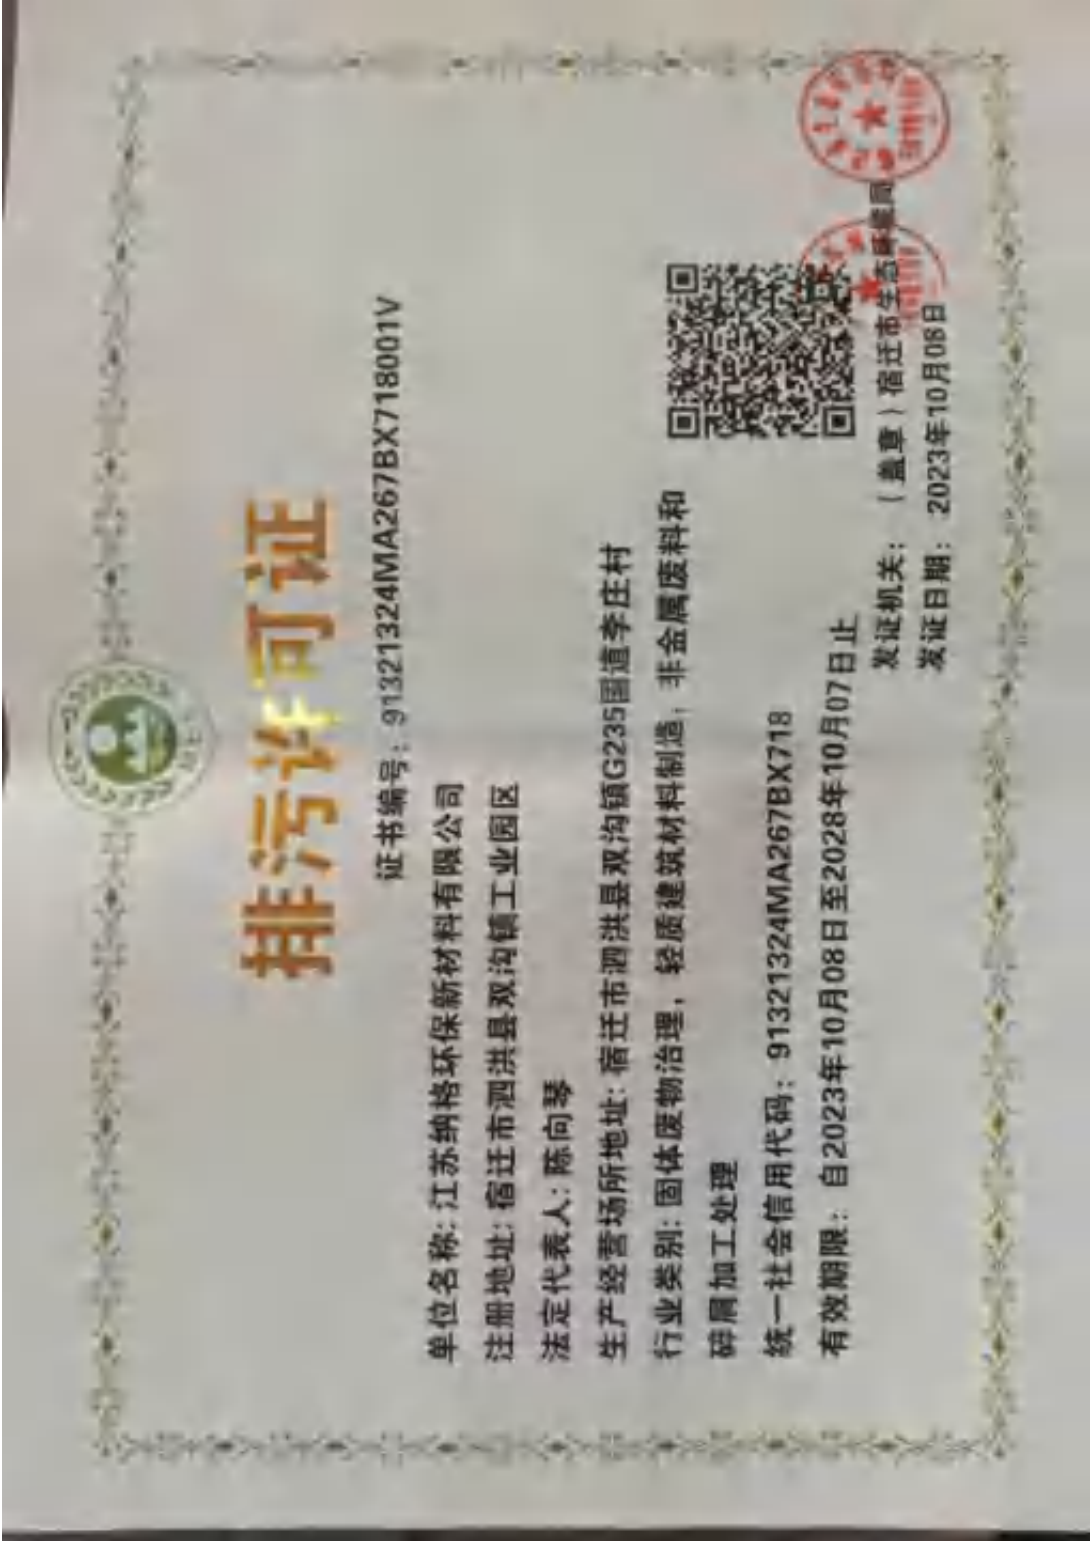 排污许可证
证书编号：91321324MA267BX718001V
单位名称：江苏纳格环保新材料有限公司
注册地址：宿迁市泗洪县双沟镇工业园区
法定代表人：陈向琴
生产经营场所地址：宿迁市泗洪县双沟镇G235国道李庄村
行业类别：固体废物治理，轻质建筑材料制造，非金属废料和
碎屑加工处理
统一社会信用代码：91321324MA267BX718
有效期限：自2023年10月08日至2028年10月07日止
发证机关：（盖章）宿迁市生态环境局
发证日期：2023年10月08日